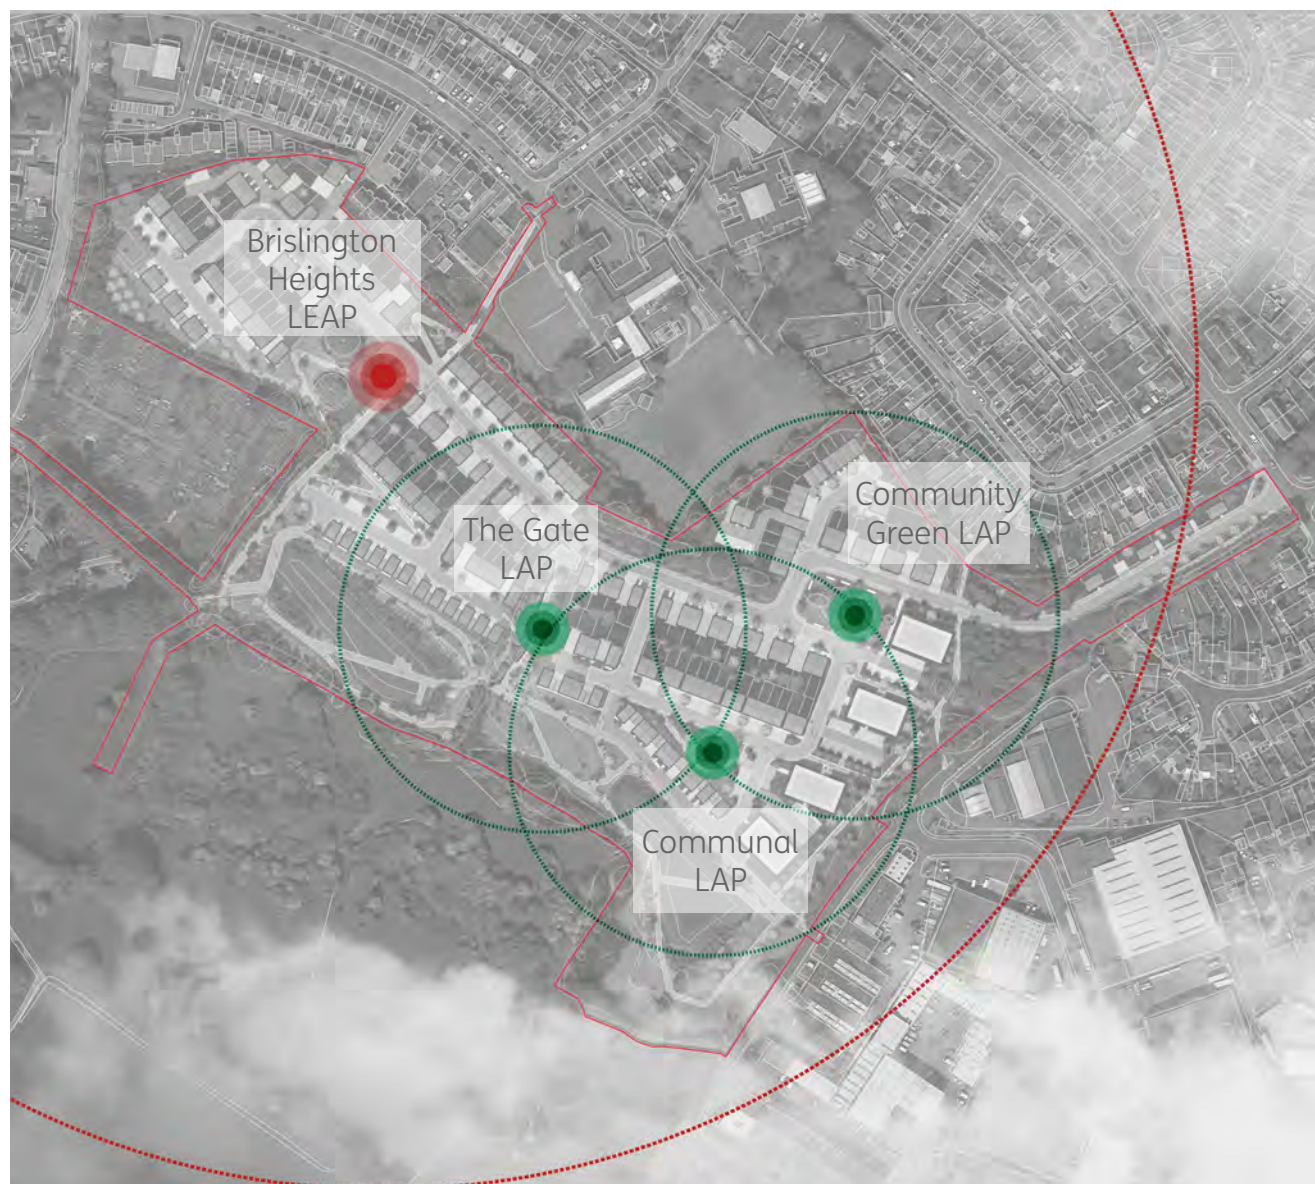 Brislington
Heights
LEAP
The Gate
LAP
Community
Green LAP
Communal
LAP